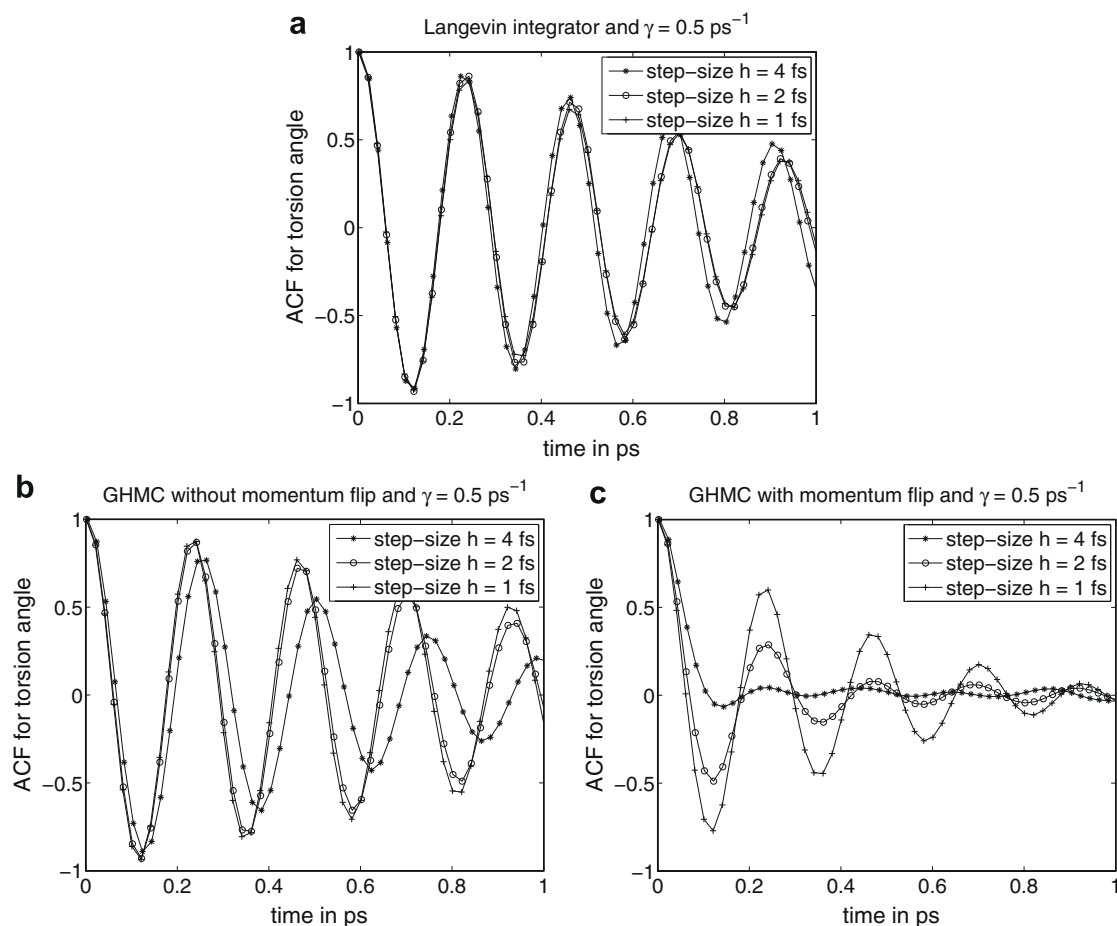 a
Langevin integrator and γ = 0.5 ps⁻¹
step-size h = 4 fs
step-size h = 2 fs
step-size h = 1 fs
1
0.5
0
−0.5
−1
ACF for torsion angle
0 0.2 0.4 0.6 0.8 1
time in ps
b
GHMC without momentum flip and γ = 0.5 ps⁻¹
step-size h = 4 fs
step-size h = 2 fs
step-size h = 1 fs
1
0.5
0
−0.5
−1
ACF for torsion angle
0 0.2 0.4 0.6 0.8 1
time in ps
c
GHMC with momentum flip and γ = 0.5 ps⁻¹
step-size h = 4 fs
step-size h = 2 fs
step-size h = 1 fs
1
0.5
0
−0.5
−1
ACF for torsion angle
0 0.2 0.4 0.6 0.8 1
time in ps